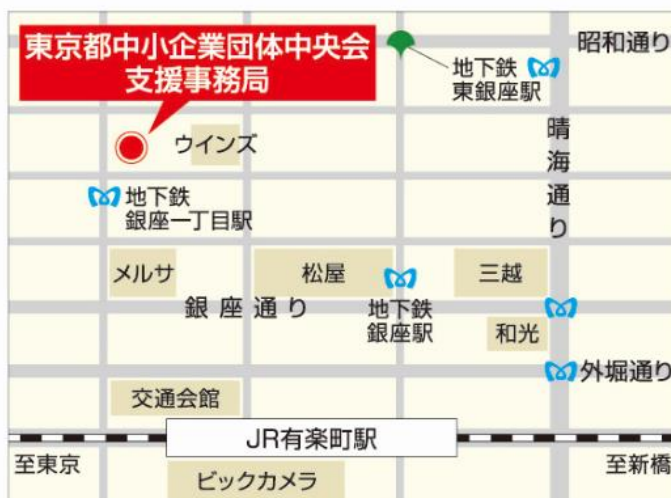 昭和通り
東京都中小企業団体中央会
支援事務局
地下鉄
東銀座駅
晴海通り
ウインズ
地下鉄
銀座一丁目駅
メルサ
松屋
三越
銀座通り
地下鉄
銀座駅
和光
外堀通り
交通会館
JR有楽町駅
至東京
至新橋
ビックカメラ